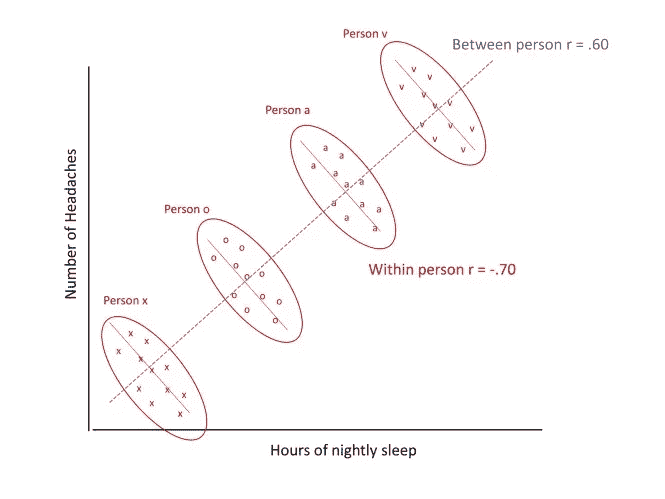 Person v
Between person r = .60
Person a
Person o
Within person r = -.70
Person x
Number of Headaches
Hours of nightly sleep
v v v v v v v v v v
a a a a a a a a a a
o o o o o o o o o o
x x x x x x x x x x